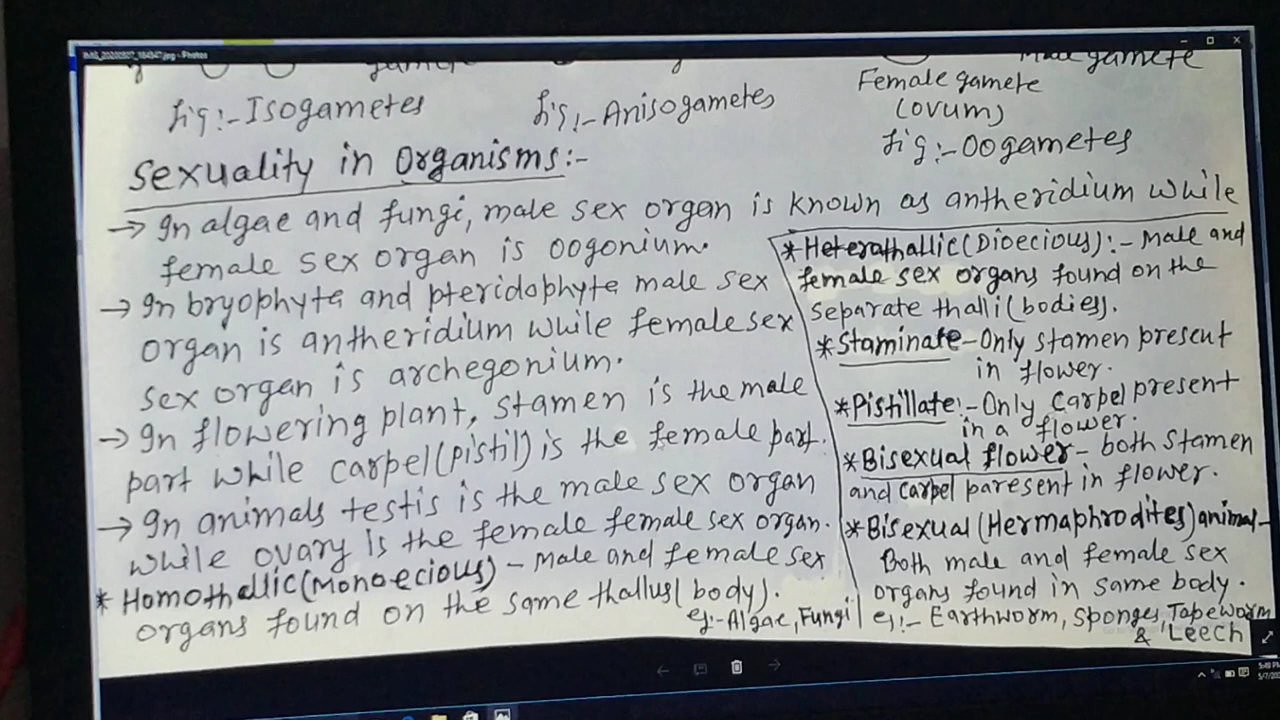 gamete
Male gamete
Female gamete
(ovum)
fig:-Isogametes
fig:-Anisogametes
fig:-Oogametes
Sexuality in Organisms:-
→ In algae and fungi, male sex organ is known as antheridium while
female sex organ is oogonium.
→ In bryophyta and pteridophyta male sex
organ is antheridium while female sex
sex organ is archegonium.
→ In flowering plant, stamen is the male
part while carpel(pistil) is the female part.
→ In animals testis is the male sex organ
while ovary is the female female sex organ.
* Homothallic(Monoecious) - Male and female sex
organs found on the same thallus( body).
eg:-Algae, Fungi
* Heterathallic(Dioecious):- Male and
female sex organs found on the
separate thalli(bodies).
* Staminate-Only stamen present
in flower.
* Pistillate:-Only carpel present
in a flower.
* Bisexual flower- both stamen
and carpel paresent in flower.
* Bisexual(Hermaphrodites)animal-
Both male and female sex
organs found in same body.
eg:- Earthworm, Sponges, Tapeworm
& Leech